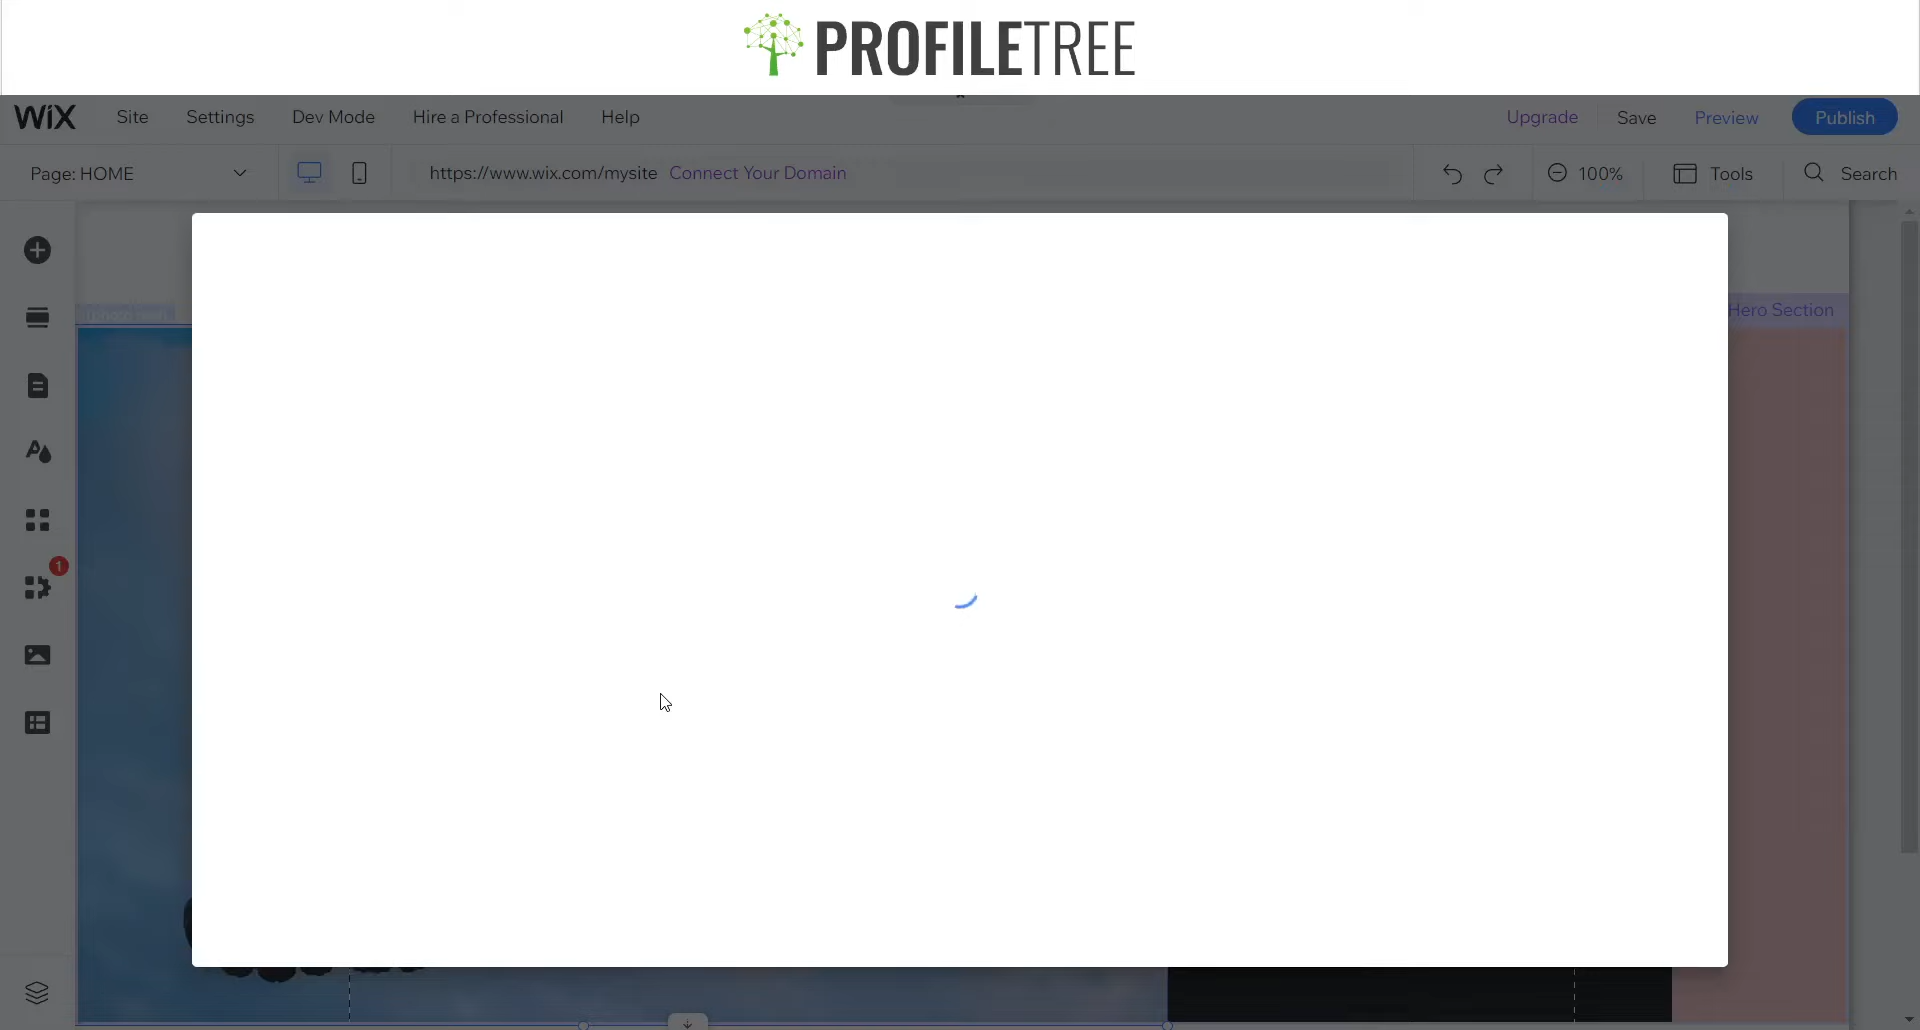 PROFILETREE
WiX Site Settings Dev Mode Hire a Professional Help Upgrade Save Preview Publish
Page: HOME https://www.wix.com/mysite Connect Your Domain 100% Tools Search
Hero Section
1